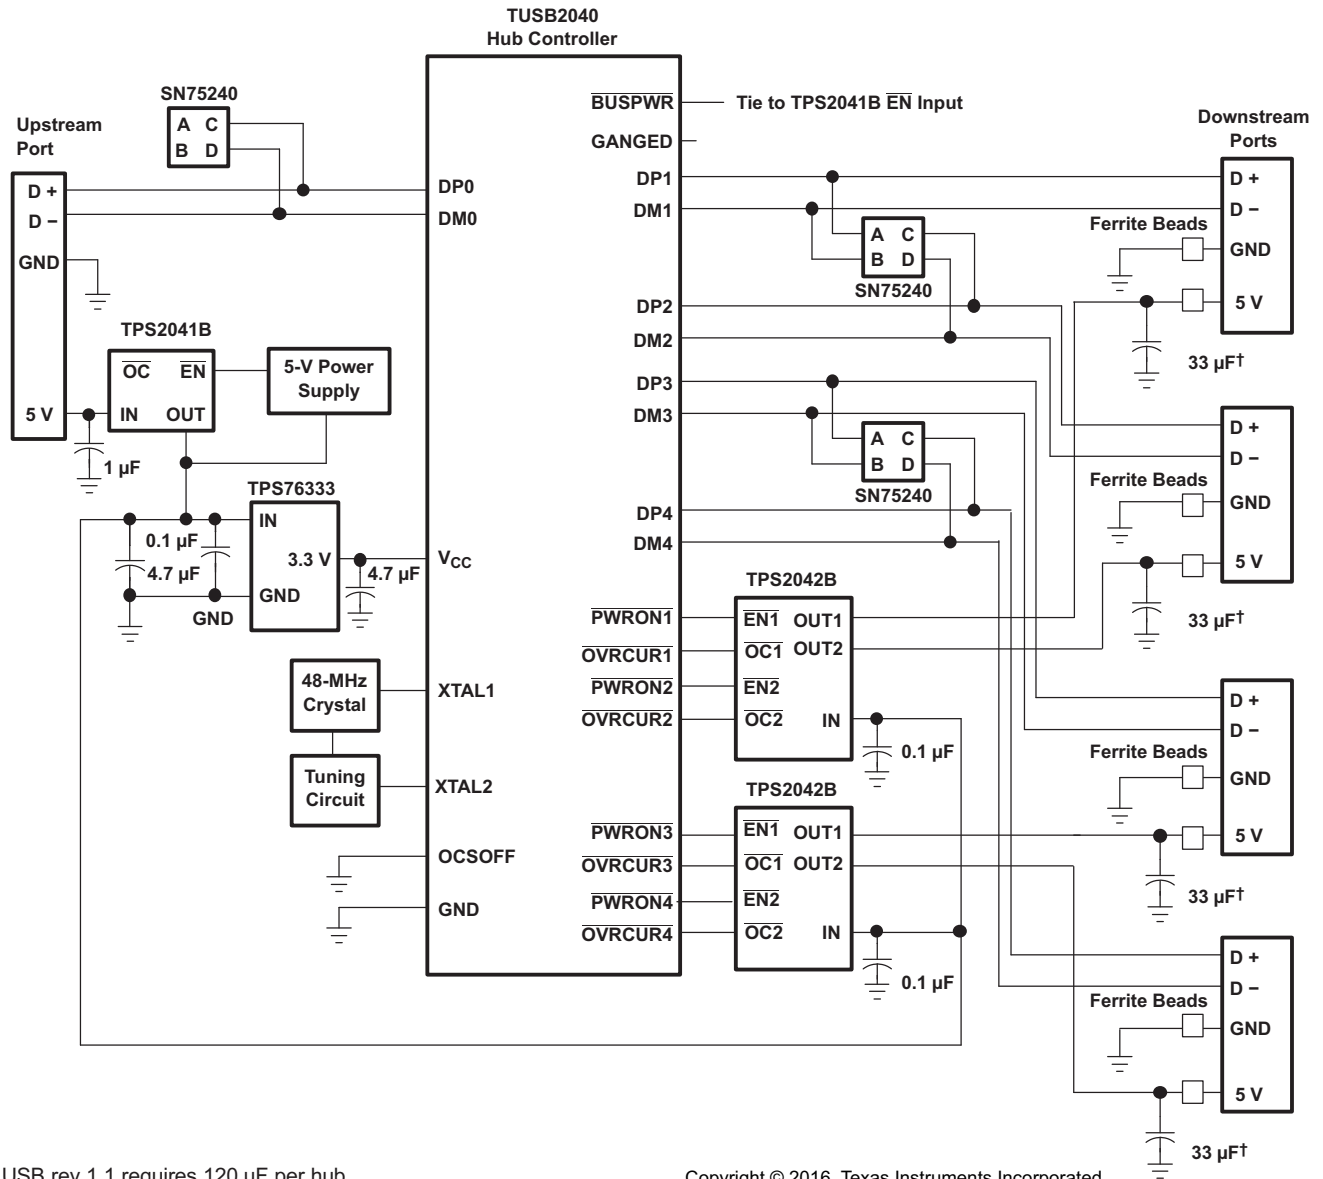 TUSB2040
Hub Controller
SN75240
A C
B D
Upstream
Port
D +
D −
GND
5 V
TPS2041B
OC EN
IN OUT
1 µF
5-V Power
Supply
TPS76333
IN
3.3 V
GND
0.1 µF
4.7 µF
GND
4.7 µF
48-MHz
Crystal
Tuning
Circuit
DP0
DM0
VCC
XTAL1
XTAL2
OCSOFF
GND
BUSPWR
Tie to TPS2041B EN Input
GANGED
DP1
DM1
DP2
DM2
DP3
DM3
DP4
DM4
PWRON1
OVRCUR1
PWRON2
OVRCUR2
PWRON3
OVRCUR3
PWRON4
OVRCUR4
A C
B D
SN75240
A C
B D
SN75240
TPS2042B
EN1 OUT1
OC1 OUT2
EN2
OC2 IN
0.1 µF
TPS2042B
EN1 OUT1
OC1 OUT2
EN2
OC2 IN
0.1 µF
Downstream
Ports
D +
D −
Ferrite Beads
GND
5 V
33 µF†
D +
D −
Ferrite Beads
GND
5 V
33 µF†
D +
D −
Ferrite Beads
GND
5 V
33 µF†
D +
D −
Ferrite Beads
GND
5 V
33 µF†
USB rev 1.1 requires 120 µF per hub
Copyright © 2016, Texas Instruments Incorporated